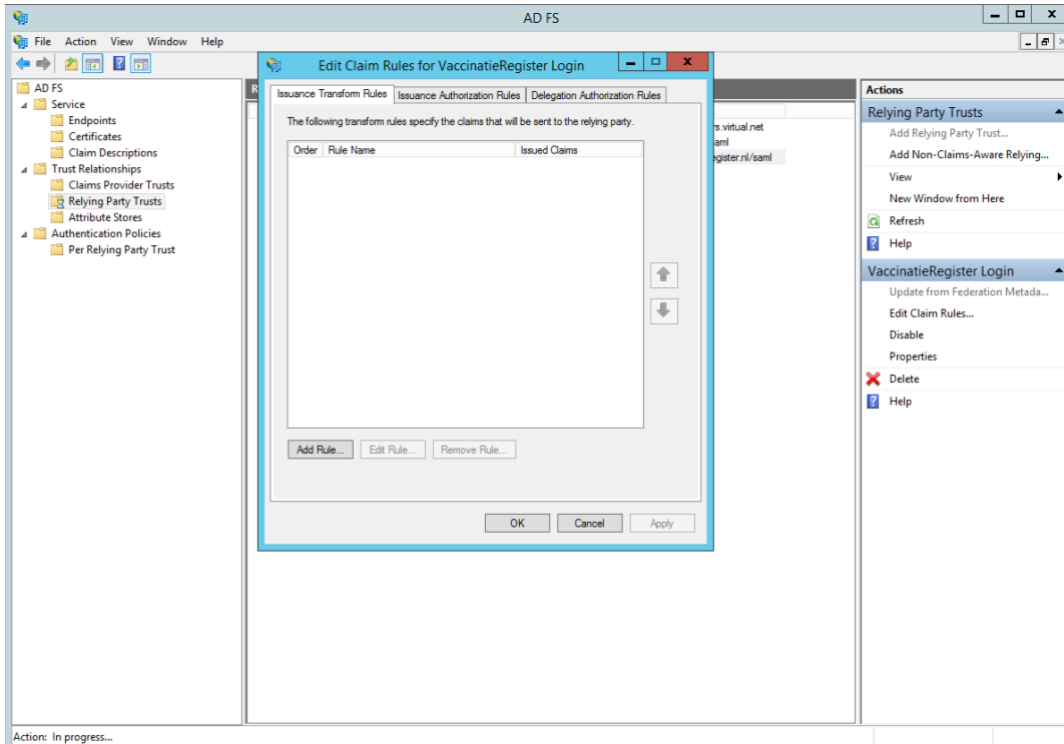 AD FS
File Action View Window Help
AD FS
Service
Endpoints
Certificates
Claim Descriptions
Trust Relationships
Claims Provider Trusts
Relying Party Trusts
Attribute Stores
Authentication Policies
Per Relying Party Trust
Edit Claim Rules for VaccinatieRegister Login
Issuance Transform Rules Issuance Authorization Rules Delegation Authorization Rules
The following transform rules specify the claims that will be sent to the relying party.
Order Rule Name Issued Claims
Add Rule... Edit Rule... Remove Rule...
OK Cancel Apply
rs.virtual.net
aml
egister.nl/saml
Actions
Relying Party Trusts
Add Relying Party Trust...
Add Non-Claims-Aware Relying...
View
New Window from Here
Refresh
Help
VaccinatieRegister Login
Update from Federation Metada...
Edit Claim Rules...
Disable
Properties
Delete
Help
Action: In progress...